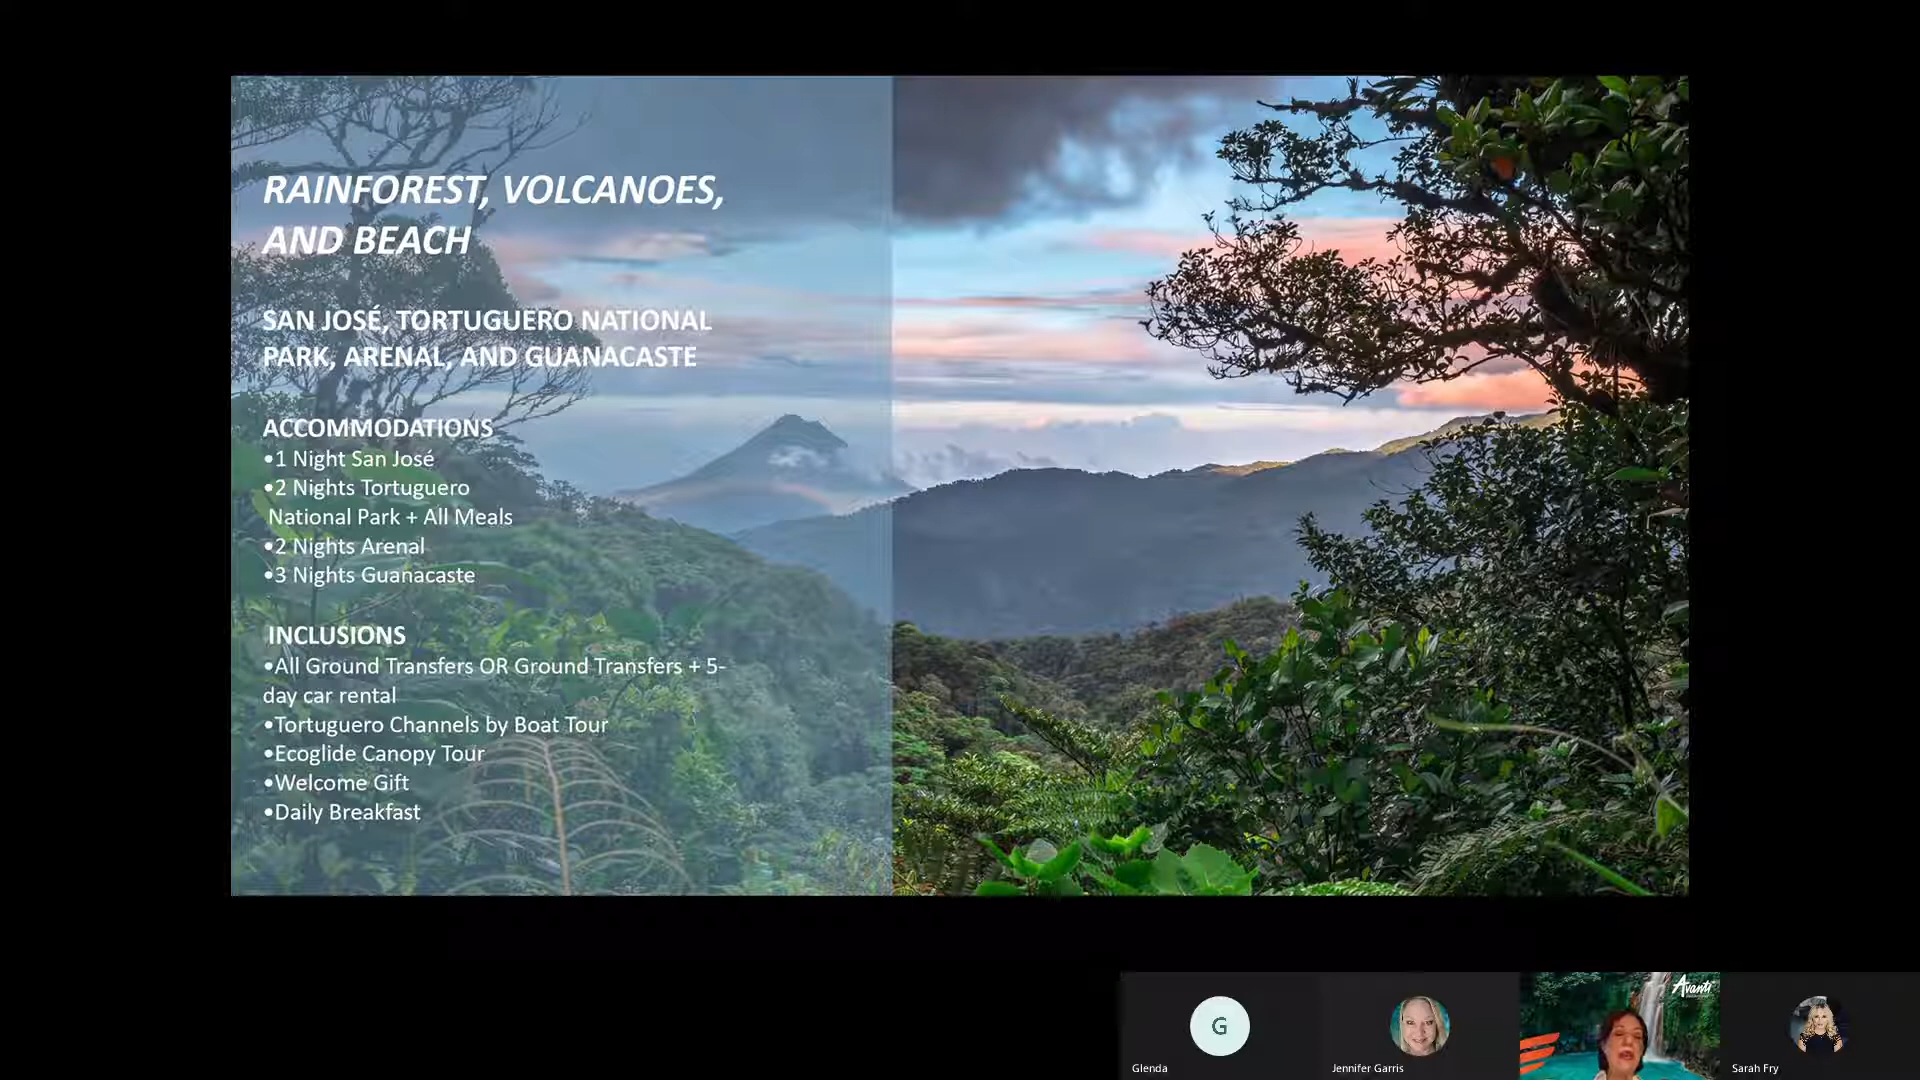 RAINFOREST, VOLCANOES,
AND BEACH
SAN JOSÉ, TORTUGUERO NATIONAL
PARK, ARENAL, AND GUANACASTE
ACCOMMODATIONS
•1 Night San José
•2 Nights Tortuguero
National Park + All Meals
•2 Nights Arenal
•3 Nights Guanacaste
INCLUSIONS
•All Ground Transfers OR Ground Transfers + 5-
day car rental
•Tortuguero Channels by Boat Tour
•Ecoglide Canopy Tour
•Welcome Gift
•Daily Breakfast
Avanti
G
Glenda
Jennifer Garris
Sarah Fry